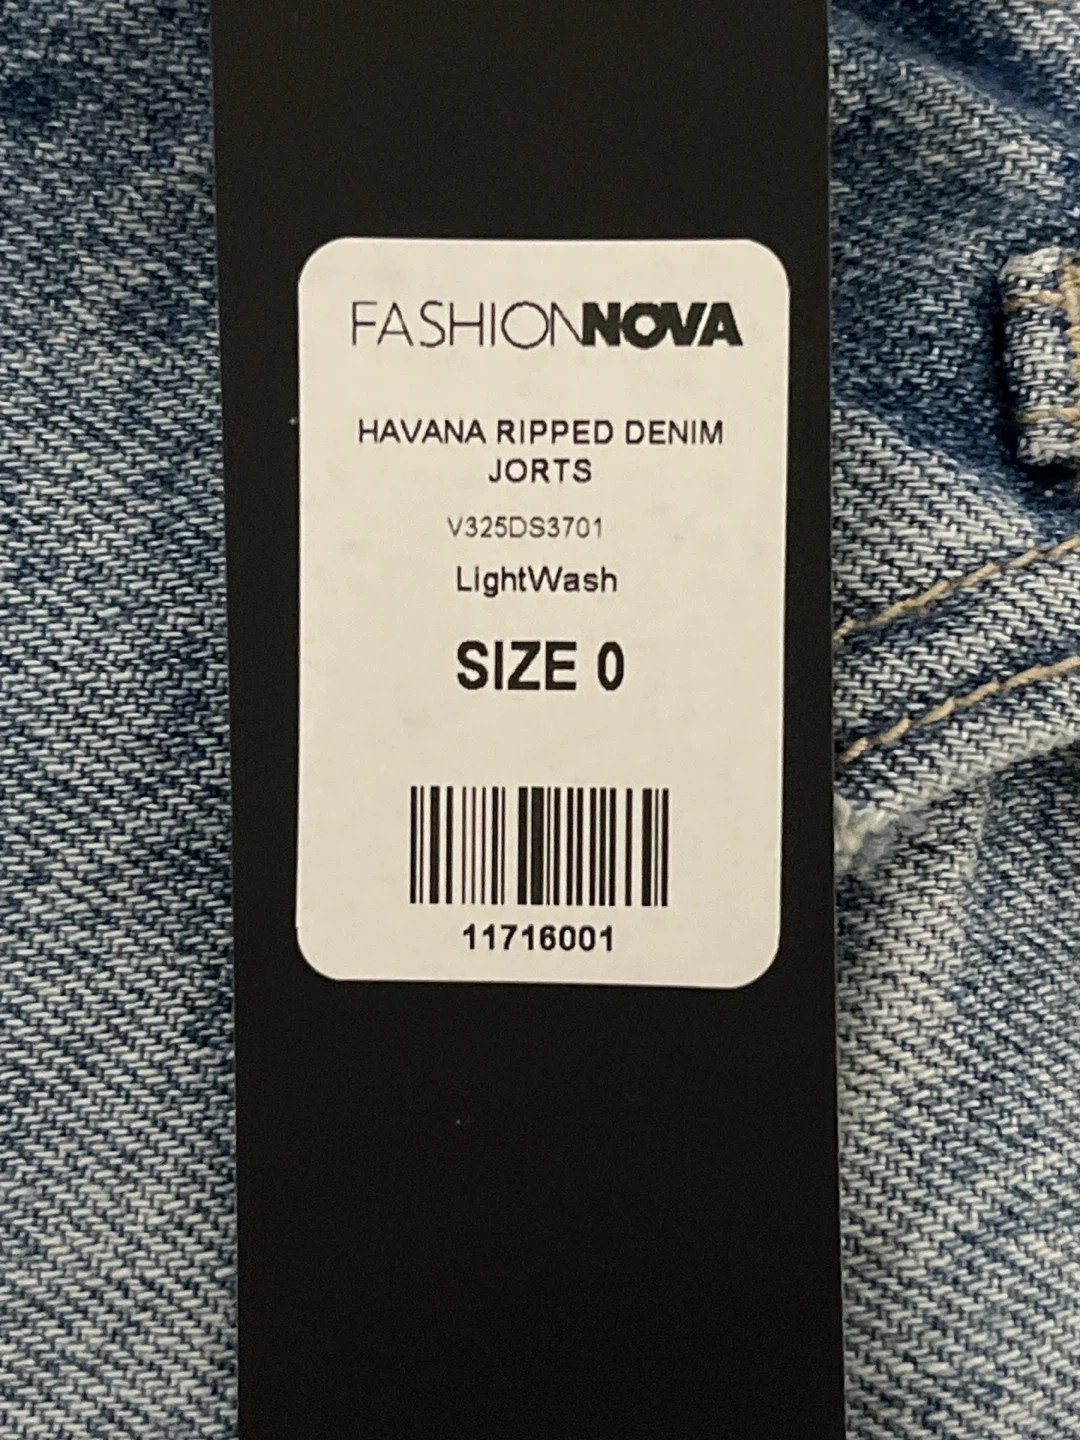 FASHIONNOVA
HAVANA RIPPED DENIM
JORTS
V325DS3701
LightWash
SIZE 0
11716001